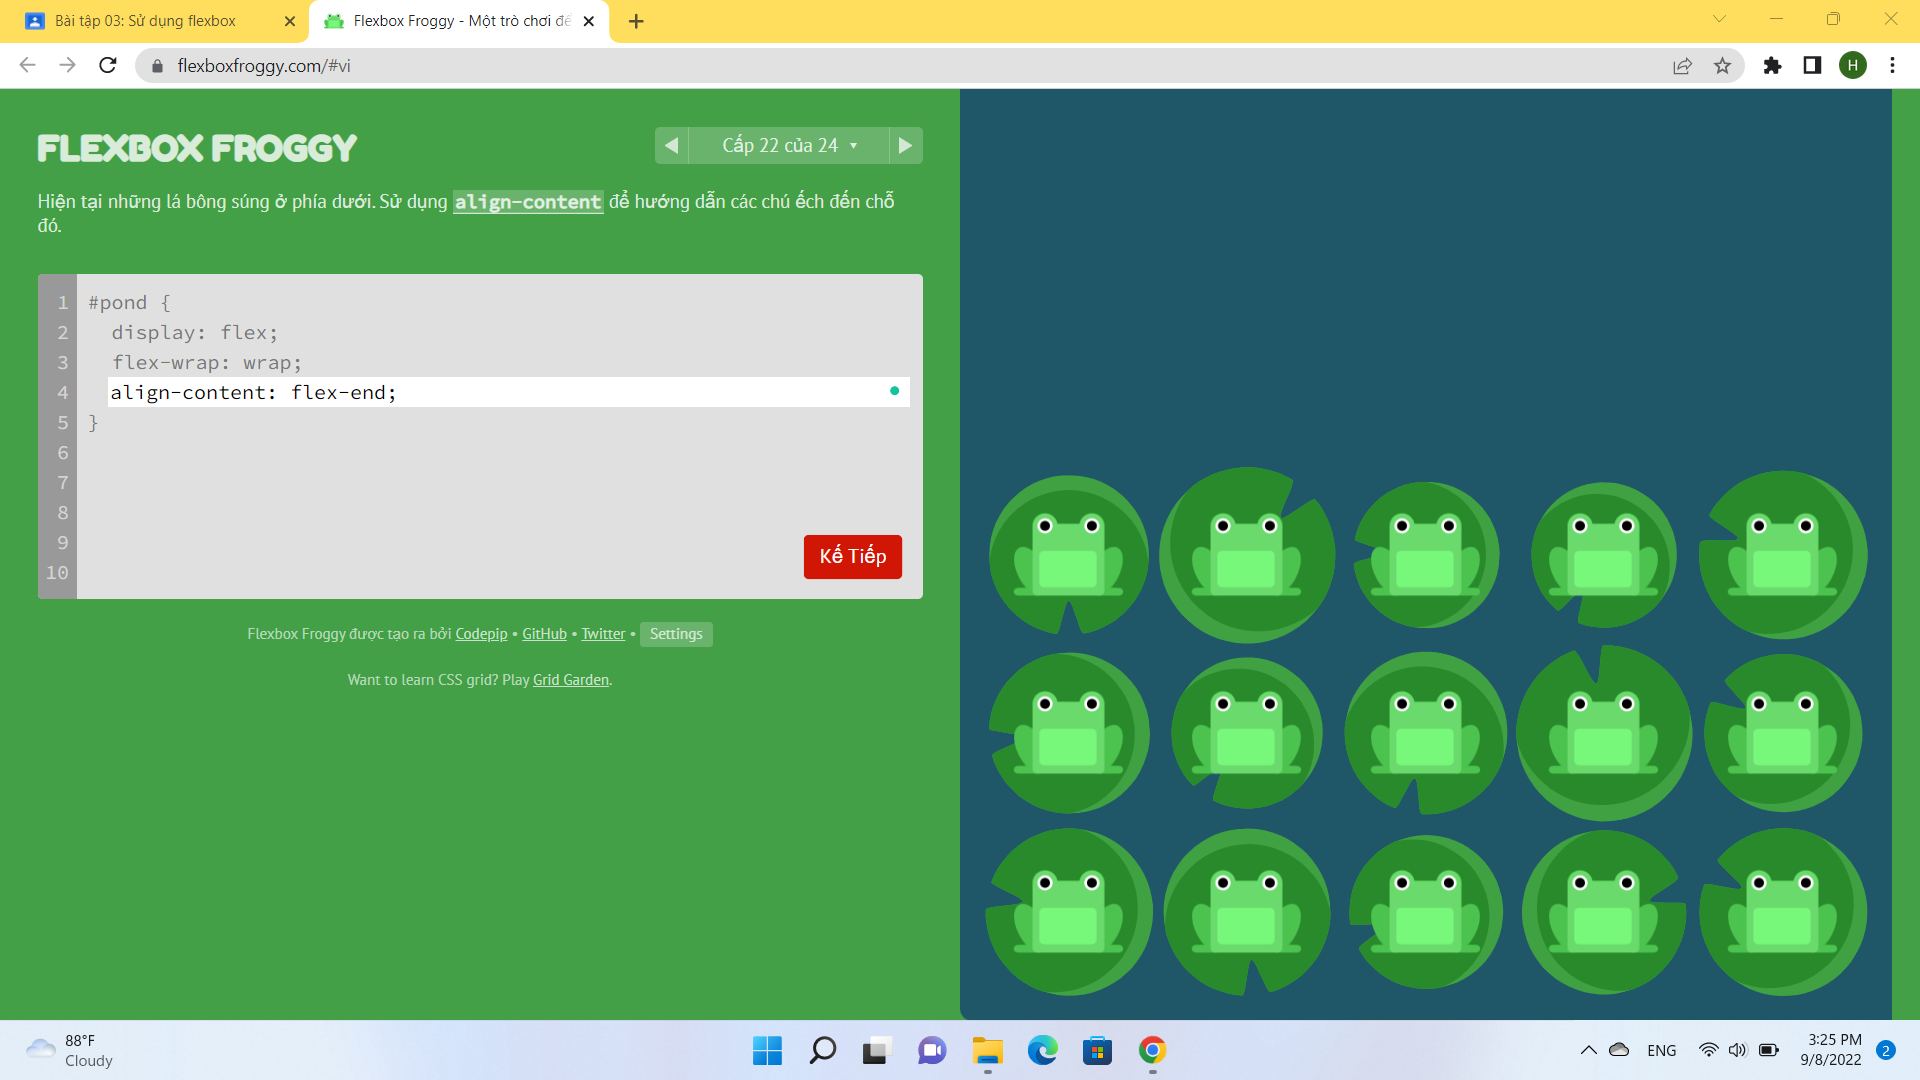 Bài tập 03: Sử dụng flexbox
Flexbox Froggy - Một trò chơi để
flexboxfroggy.com/#vi
H
FLEXBOX FROGGY
Cấp 22 của 24
Hiện tại những lá bông súng ở phía dưới. Sử dụng align-content để hướng dẫn các chú ếch đến chỗ
đó.
1 #pond {
2 display: flex;
3 flex-wrap: wrap;
4 align-content: flex-end;
5 }
6
7
8
9
10
Kế Tiếp
Flexbox Froggy được tạo ra bởi Codepip • GitHub • Twitter • Settings
Want to learn CSS grid? Play Grid Garden.
88°F
Cloudy
ENG
3:25 PM
9/8/2022
2